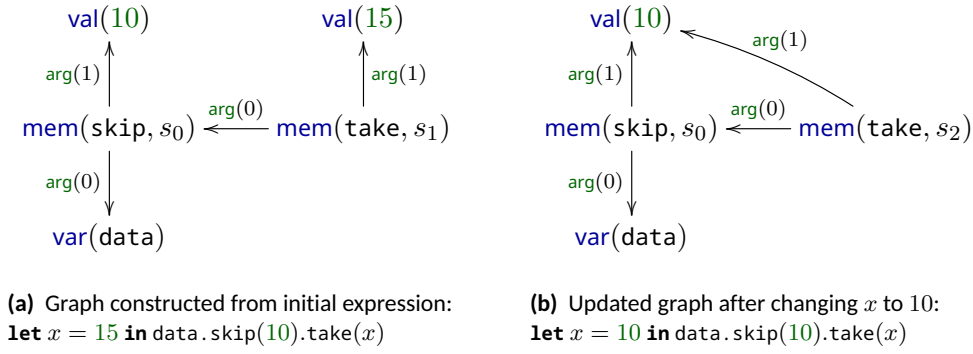 val(10) val(15)
arg(1) arg(1)
arg(0)
mem(skip, s₀) mem(take, s₁)
arg(0)
var(data)
(a) Graph constructed from initial expression:
let x = 15 in data.skip(10).take(x)
val(10)
arg(1)
arg(1)
arg(0)
mem(skip, s₀) mem(take, s₂)
arg(0)
var(data)
(b) Updated graph after changing x to 10:
let x = 10 in data.skip(10).take(x)